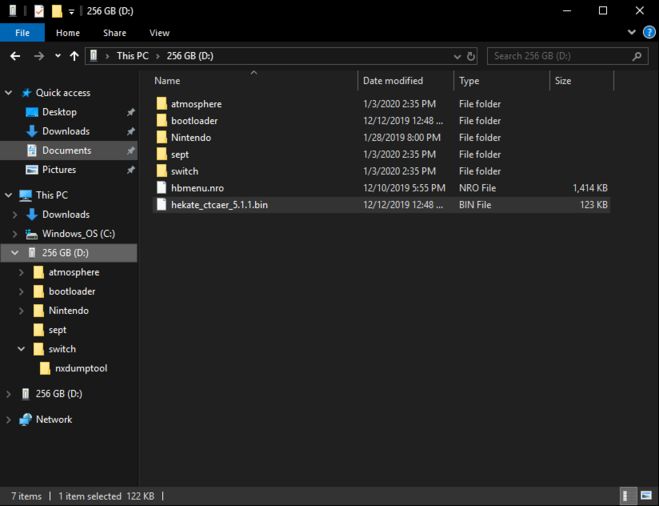 256 GB (D:)
File Home Share View
This PC > 256 GB (D:) Search 256 GB (D:)
Name Date modified Type Size
Quick access
Desktop
Downloads
Documents
Pictures
This PC
Downloads
Windows_OS (C:)
256 GB (D:)
atmosphere
bootloader
Nintendo
sept
switch
nxdumptool
256 GB (D:)
Network
atmosphere 1/3/2020 2:35 PM File folder
bootloader 12/12/2019 12:48 ... File folder
Nintendo 1/28/2019 8:00 PM File folder
sept 1/3/2020 2:35 PM File folder
switch 1/3/2020 2:35 PM File folder
hbmenu.nro 12/10/2019 5:55 PM NRO File 1,414 KB
hekate_ctcaer_5.1.1.bin 12/12/2019 12:48 ... BIN File 123 KB
7 items 1 item selected 122 KB